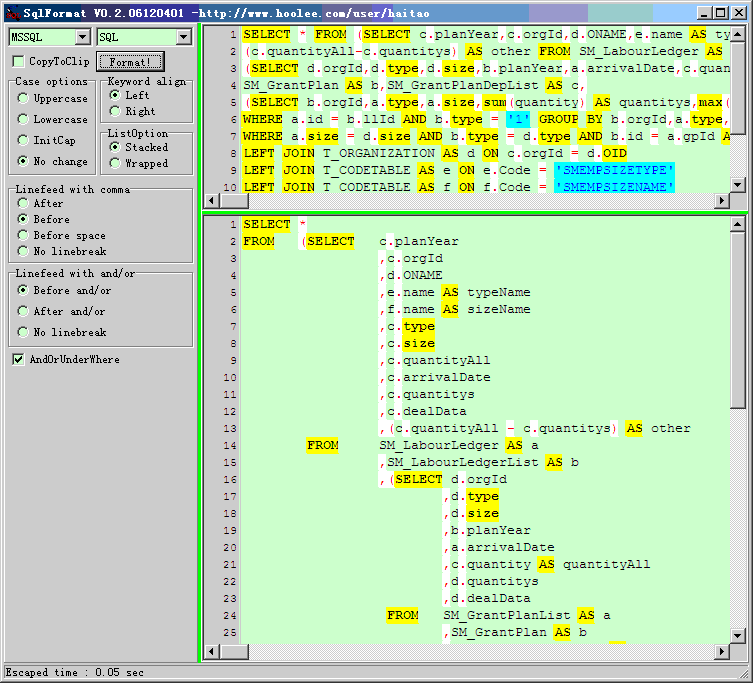 SqlFormat V0.2.06120401 -http://www.hoolee.com/user/haitao
MSSQL
SQL
CopyToClip
Format!
Case options
Uppercase
Lowercase
InitCap
No change
Keyword align
Left
Right
ListOption
Stacked
Wrapped
Linefeed with comma
After
Before
Before space
No linebreak
Linefeed with and/or
Before and/or
After and/or
No linebreak
AndOrUnderWhere
1 SELECT * FROM (SELECT c.planYear,c.orgId,d.ONAME,e.name AS ty
2 (c.quantityAll-c.quantitys) AS other FROM SM_LabourLedger AS
3 (SELECT d.orgId,d.type,d.size,b.planYear,a.arrivalDate,c.quan
4 SM_GrantPlan AS b,SM_GrantPlanDepList AS c,
5 (SELECT b.orgId,a.type,a.size,sum(quantity) AS quantitys,max(
6 WHERE a.id = b.llId AND b.type = '1' GROUP BY b.orgId,a.type,
7 WHERE a.size = d.size AND b.type = d.type AND b.id = a.gpId A
8 LEFT JOIN T_ORGANIZATION AS d ON c.orgId = d.OID
9 LEFT JOIN T_CODETABLE AS e ON e.Code = 'SMEMPSIZETYPE'
10 LEFT JOIN T_CODETABLE AS f ON f.Code = 'SMEMPSIZENAME'
1 SELECT *
2 FROM (SELECT c.planYear
3 ,c.orgId
4 ,d.ONAME
5 ,e.name AS typeName
6 ,f.name AS sizeName
7 ,c.type
8 ,c.size
9 ,c.quantityAll
10 ,c.arrivalDate
11 ,c.quantitys
12 ,c.dealData
13 ,(c.quantityAll - c.quantitys) AS other
14 FROM SM_LabourLedger AS a
15 ,SM_LabourLedgerList AS b
16 ,(SELECT d.orgId
17 ,d.type
18 ,d.size
19 ,b.planYear
20 ,a.arrivalDate
21 ,c.quantity AS quantityAll
22 ,d.quantitys
23 ,d.dealData
24 FROM SM_GrantPlanList AS a
25 ,SM_GrantPlan AS b
Escaped time : 0.05 sec